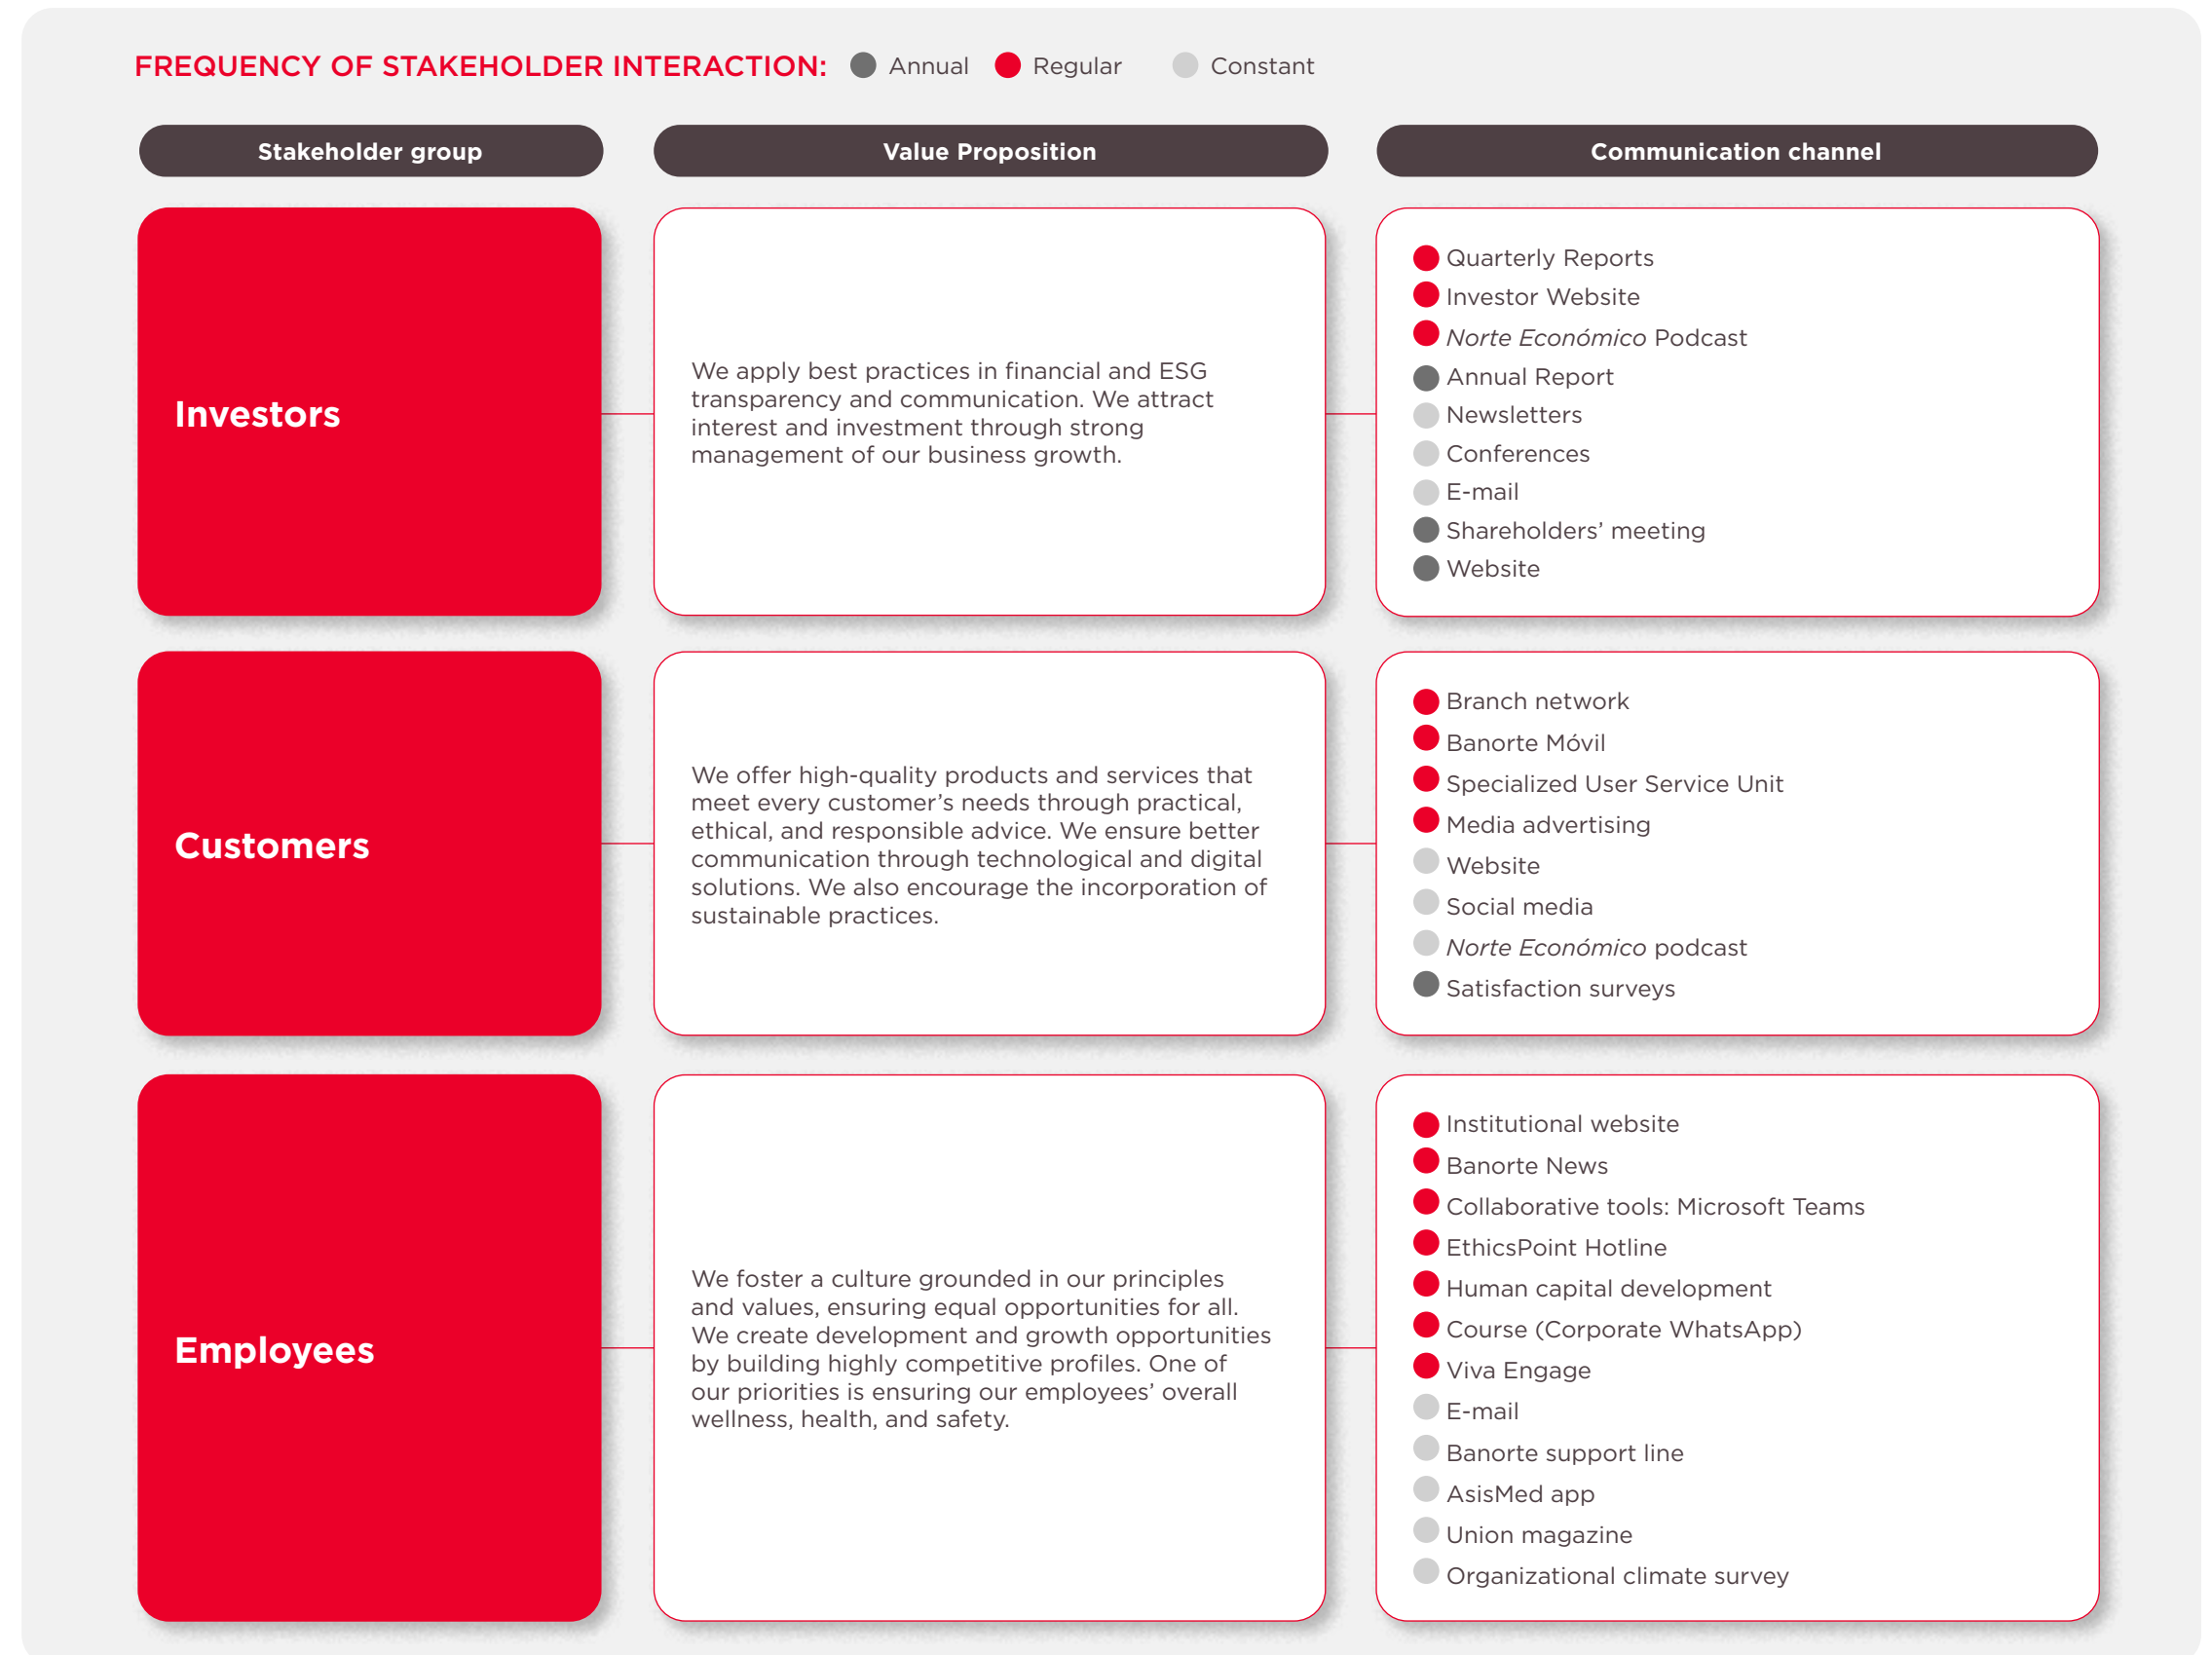 FREQUENCY OF STAKEHOLDER INTERACTION: Annual Regular Constant
Stakeholder group
Value Proposition
Communication channel
Investors
We apply best practices in financial and ESG
transparency and communication. We attract
interest and investment through strong
management of our business growth.
Quarterly Reports
Investor Website
Norte Económico Podcast
Annual Report
Newsletters
Conferences
E-mail
Shareholders’ meeting
Website
Customers
We offer high-quality products and services that
meet every customer’s needs through practical,
ethical, and responsible advice. We ensure better
communication through technological and digital
solutions. We also encourage the incorporation of
sustainable practices.
Branch network
Banorte Móvil
Specialized User Service Unit
Media advertising
Website
Social media
Norte Económico podcast
Satisfaction surveys
Employees
We foster a culture grounded in our principles
and values, ensuring equal opportunities for all.
We create development and growth opportunities
by building highly competitive profiles. One of
our priorities is ensuring our employees’ overall
wellness, health, and safety.
Institutional website
Banorte News
Collaborative tools: Microsoft Teams
EthicsPoint Hotline
Human capital development
Course (Corporate WhatsApp)
Viva Engage
E-mail
Banorte support line
AsisMed app
Union magazine
Organizational climate survey